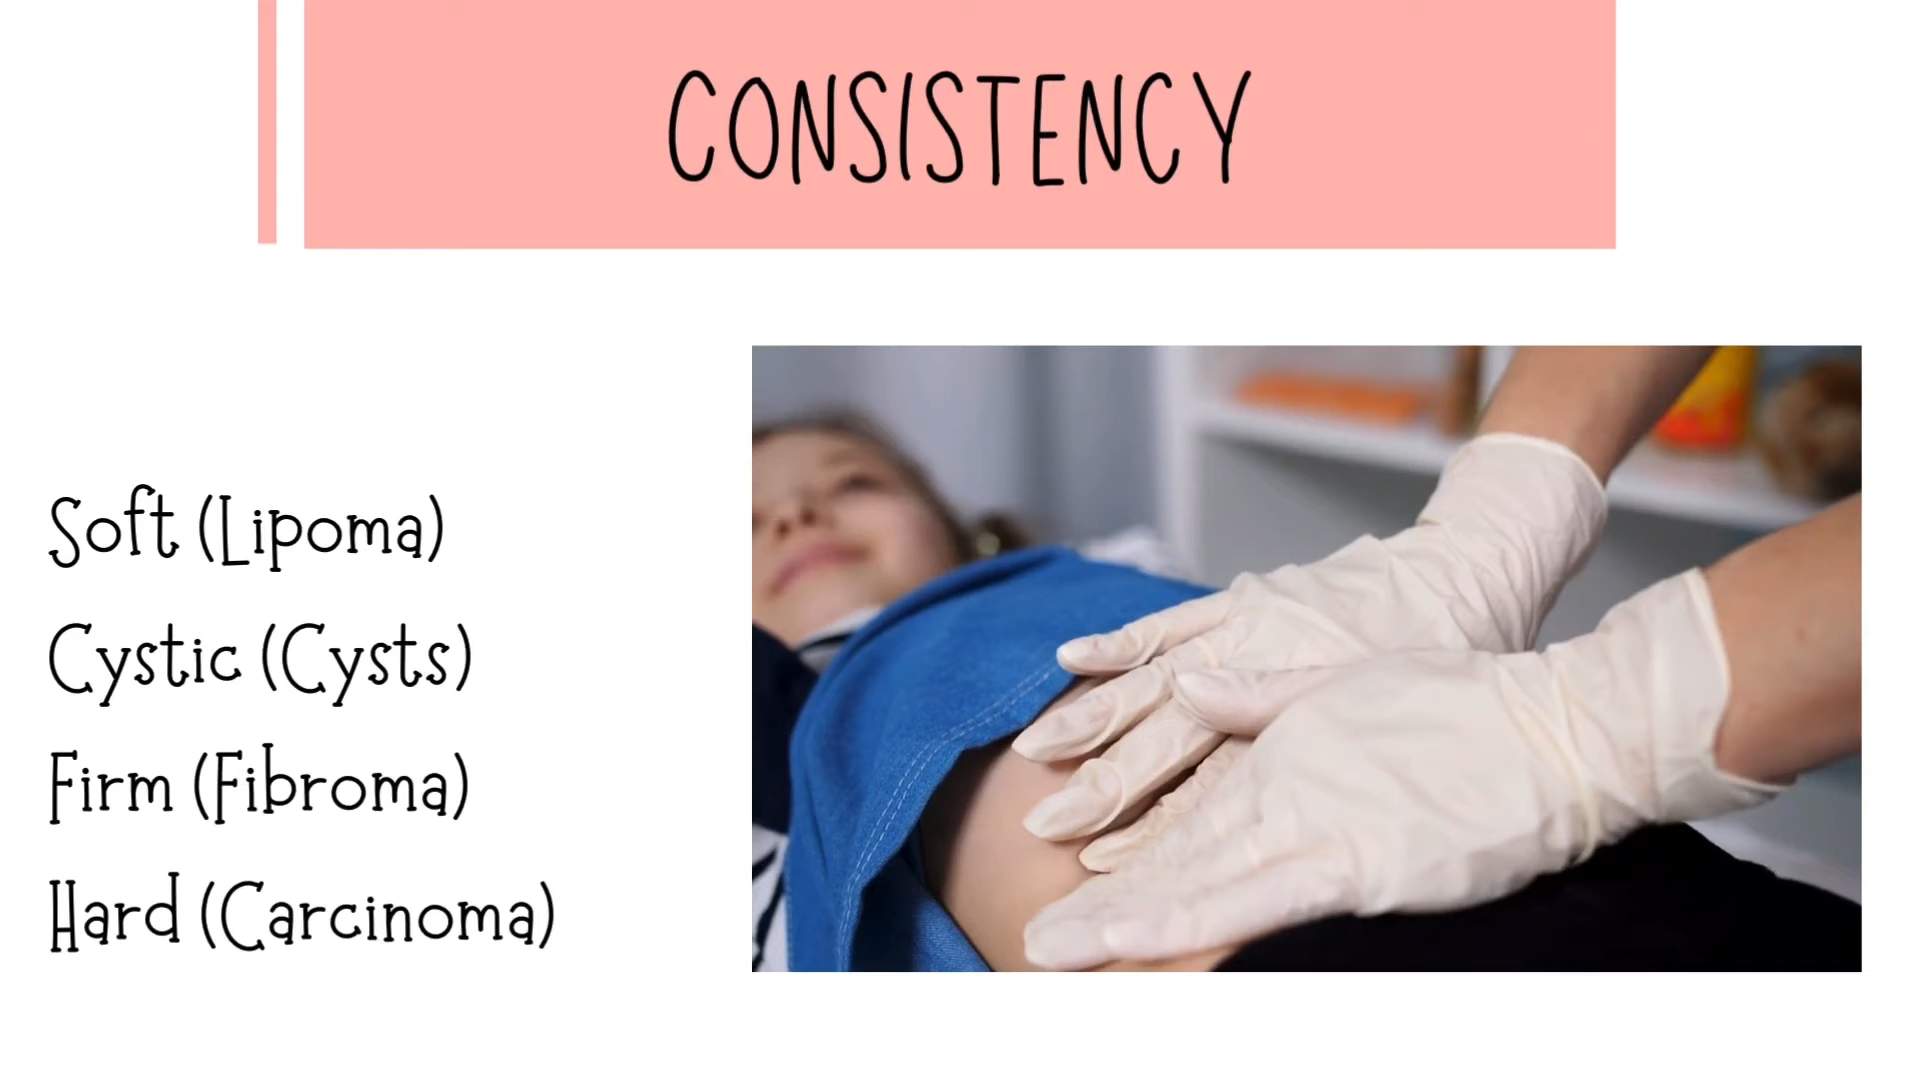 CONSISTENCY
Soft (Lipoma)
Cystic (Cysts)
Firm (Fibroma)
Hard (Carcinoma)